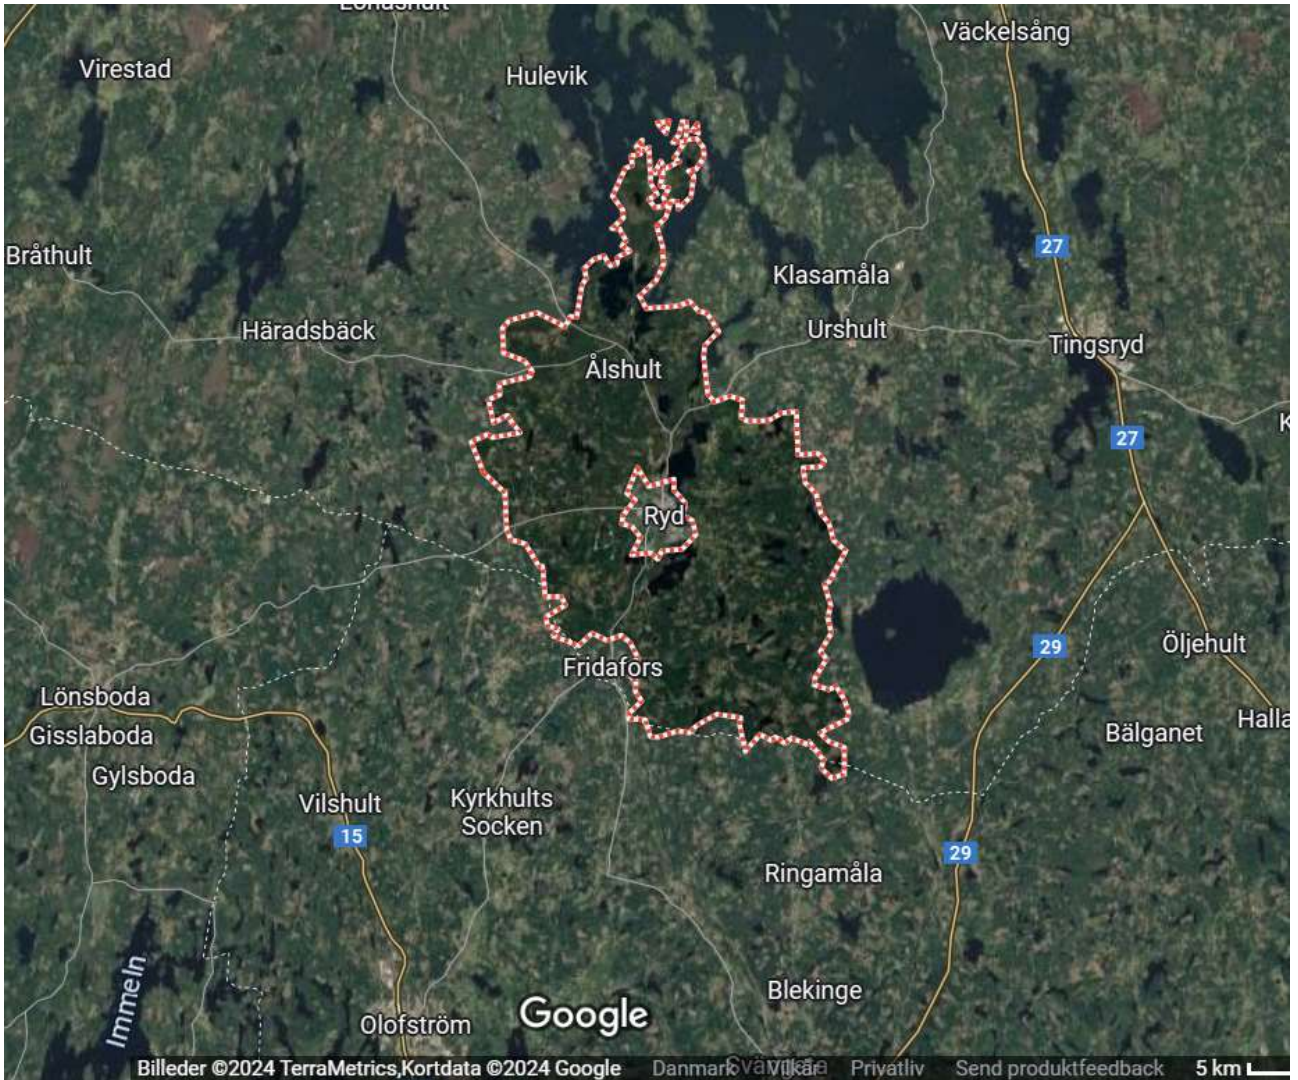 Väckelsång
Virestad
Hulevik
Bråthult
27
Klasamåla
Häradsbäck
Urshult
Tingsryd
Ålshult
27
Ryd
29
Öljehult
Fridafors
Lönsboda
Halla
Gisslaboda
Bälganet
Gylsboda
Vilshult
Kyrkhults
Socken
15
29
Ringamåla
Immeln
Blekinge
Google
Olofström
Billeder ©2024 TerraMetrics,Kortdata ©2024 Google Danmark Vilkår Privatliv Send produktfeedback 5 km